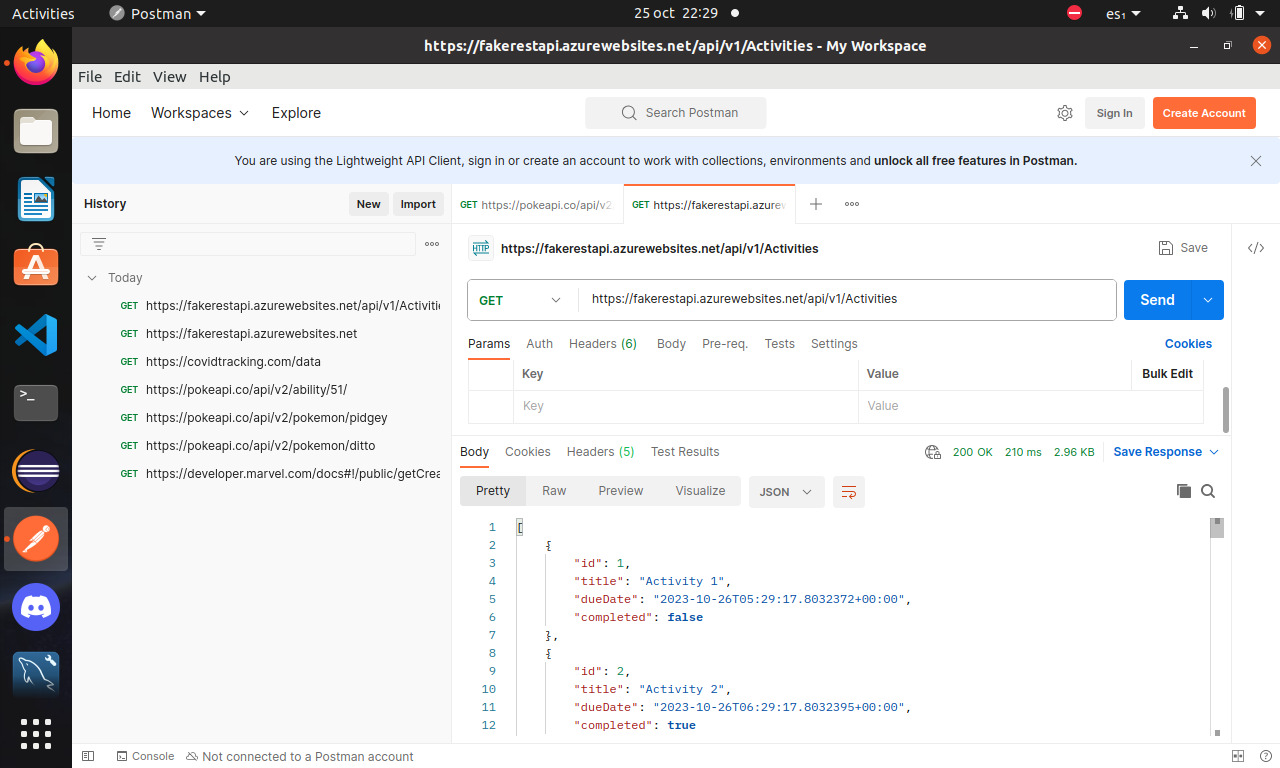 Activities Postman 25 oct 22:29 es₁
https://fakerestapi.azurewebsites.net/api/v1/Activities - My Workspace
File Edit View Help
Home Workspaces Explore Search Postman Sign In Create Account
You are using the Lightweight API Client, sign in or create an account to work with collections, environments and unlock all free features in Postman.
History New Import
GET https://pokeapi.co/api/v2 GET https://fakerestapi.azurew
https://fakerestapi.azurewebsites.net/api/v1/Activities Save
Today
GET https://fakerestapi.azurewebsites.net/api/v1/Activitie
GET https://fakerestapi.azurewebsites.net
GET https://covidtracking.com/data
GET https://pokeapi.co/api/v2/ability/51/
GET https://pokeapi.co/api/v2/pokemon/pidgey
GET https://pokeapi.co/api/v2/pokemon/ditto
GET https://developer.marvel.com/docs#!/public/getCrea
HTTP
GET https://fakerestapi.azurewebsites.net/api/v1/Activities Send
Params Auth Headers (6) Body Pre-req. Tests Settings Cookies
Key Value Bulk Edit
Key Value
Body Cookies Headers (5) Test Results 200 OK 210 ms 2.96 KB Save Response
Pretty Raw Preview Visualize JSON
1 [
2 {
3 "id": 1,
4 "title": "Activity 1",
5 "dueDate": "2023-10-26T05:29:17.8032372+00:00",
6 "completed": false
7 },
8 {
9 "id": 2,
10 "title": "Activity 2",
11 "dueDate": "2023-10-26T06:29:17.8032395+00:00",
12 "completed": true
Console Not connected to a Postman account